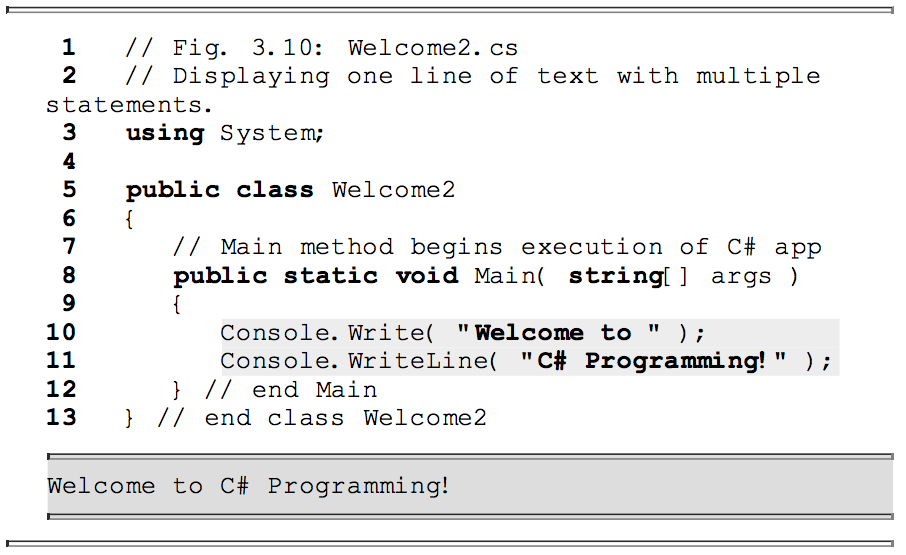 1 // Fig. 3.10: Welcome2.cs
2 // Displaying one line of text with multiple
statements.
3 using System;
4
5 public class Welcome2
6 {
7 // Main method begins execution of C# app
8 public static void Main( string[] args )
9 {
10 Console.Write( "Welcome to " );
11 Console.WriteLine( "C# Programming!" );
12 } // end Main
13 } // end class Welcome2
Welcome to C# Programming!